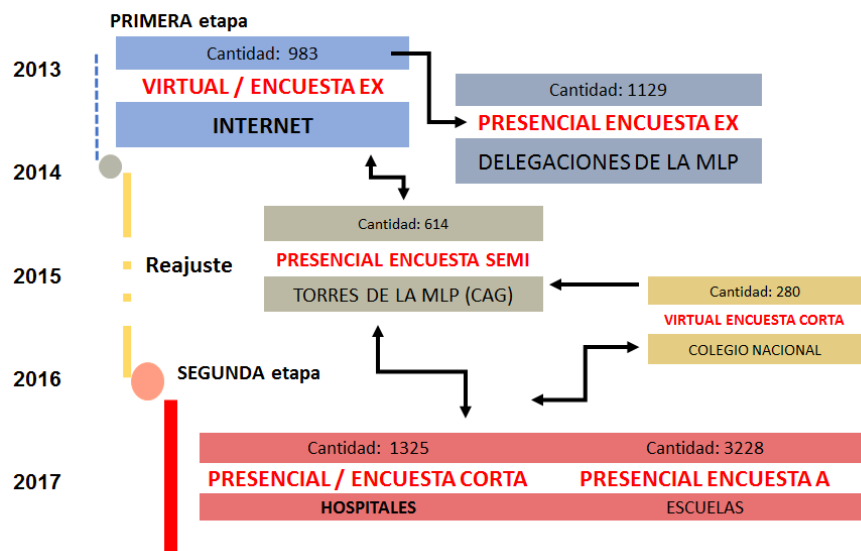 PRIMERA etapa
2013
Cantidad: 983
VIRTUAL / ENCUESTA EX
INTERNET
Cantidad: 1129
PRESENCIAL ENCUESTA EX
DELEGACIONES DE LA MLP
2014
Cantidad: 614
PRESENCIAL ENCUESTA SEMI
TORRES DE LA MLP (CAG)
2015
Reajuste
Cantidad: 280
VIRTUAL ENCUESTA CORTA
COLEGIO NACIONAL
2016
SEGUNDA etapa
2017
Cantidad: 1325
PRESENCIAL / ENCUESTA CORTA
HOSPITALES
Cantidad: 3228
PRESENCIAL ENCUESTA A
ESCUELAS